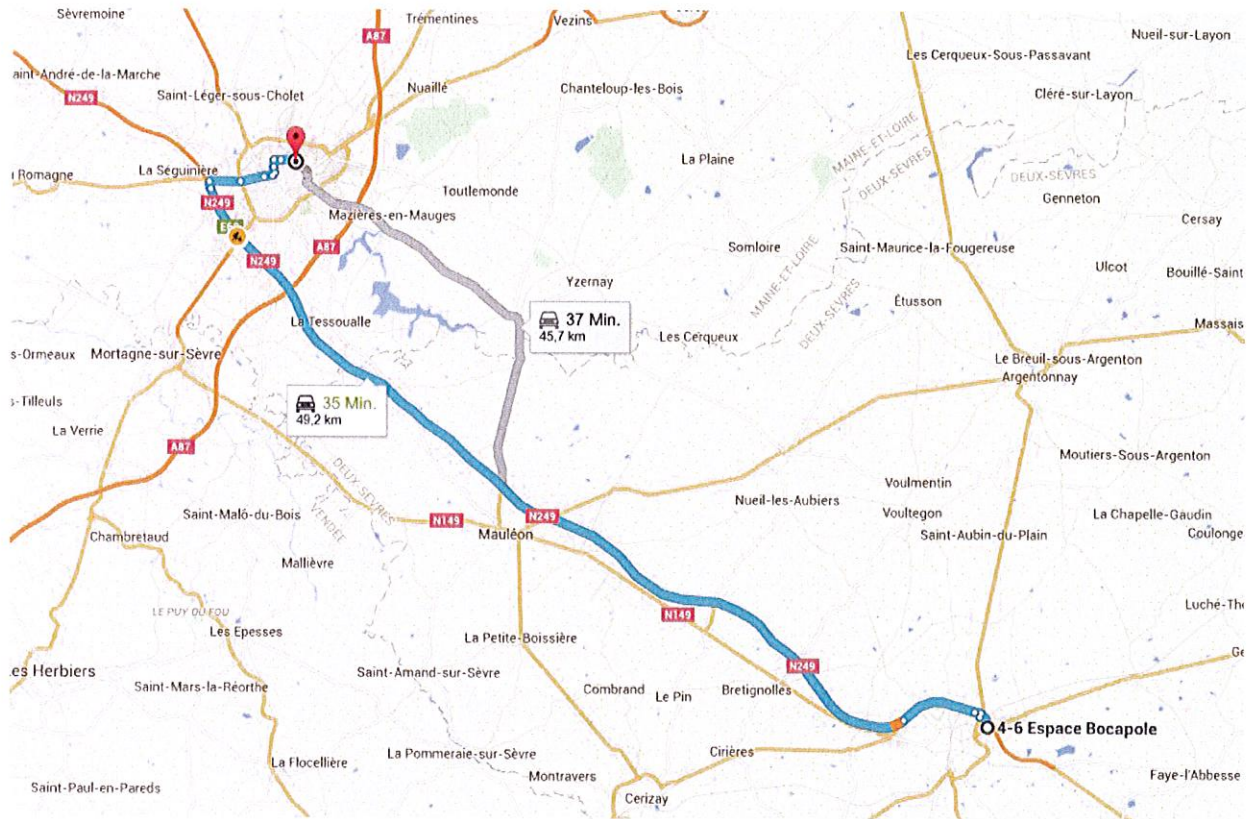 Sèvremoine
Trémentines
Vezins
A87
Nueil-sur-Layon
Les Cerqueux-Sous-Passavant
aint-André-de-la-Marche
N249
Saint-Léger-sous-Cholet
Nuaillé
Chanteloup-les-Bois
Cléré-sur-Layon
La Plaine
MAINE-ET-LOIRE
DEUX-SÈVRES
DEUX-SÈVRES
Romagne
La Séguinière
Toutlemonde
Genneton
N249
Mazières-en-Mauges
Cersay
A87
N249
Somloire
Saint-Maurice-la-Fougereuse
MAINE-ET-LOIRE
DEUX-SÈVRES
Ulcot
Bouillé-Saint
Yzernay
Étusson
La Tessoualle
37 Min.
45,7 km
Les Cerqueux
Massais
s-Ormeaux
Mortagne-sur-Sèvre
Le Breuil-sous-Argenton
Argentonnay
35 Min.
49,2 km
s-Tilleuls
La Verrie
A87
Moutiers-Sous-Argenton
DEUX-SÈVRES
VENDÉE
Voulmentin
Nueil-les-Aubiers
Saint-Malô-du-Bois
N149
N249
Voultegon
La Chapelle-Gaudin
Chambretaud
Mauléon
Saint-Aubin-du-Plain
Coulonge
Mallièvre
LE PUY DU FOU
N149
Luché-Tho
Les Epesses
La Petite-Boissière
es Herbiers
Saint-Amand-sur-Sèvre
N249
Ge
Saint-Mars-la-Réorthe
Combrand
Le Pin
Bretignolles
4-6 Espace Bocapole
La Flocellière
La Pommeraie-sur-Sèvre
Cirières
Montravers
Faye-l'Abbesse
Saint-Paul-en-Pareds
Cerizay